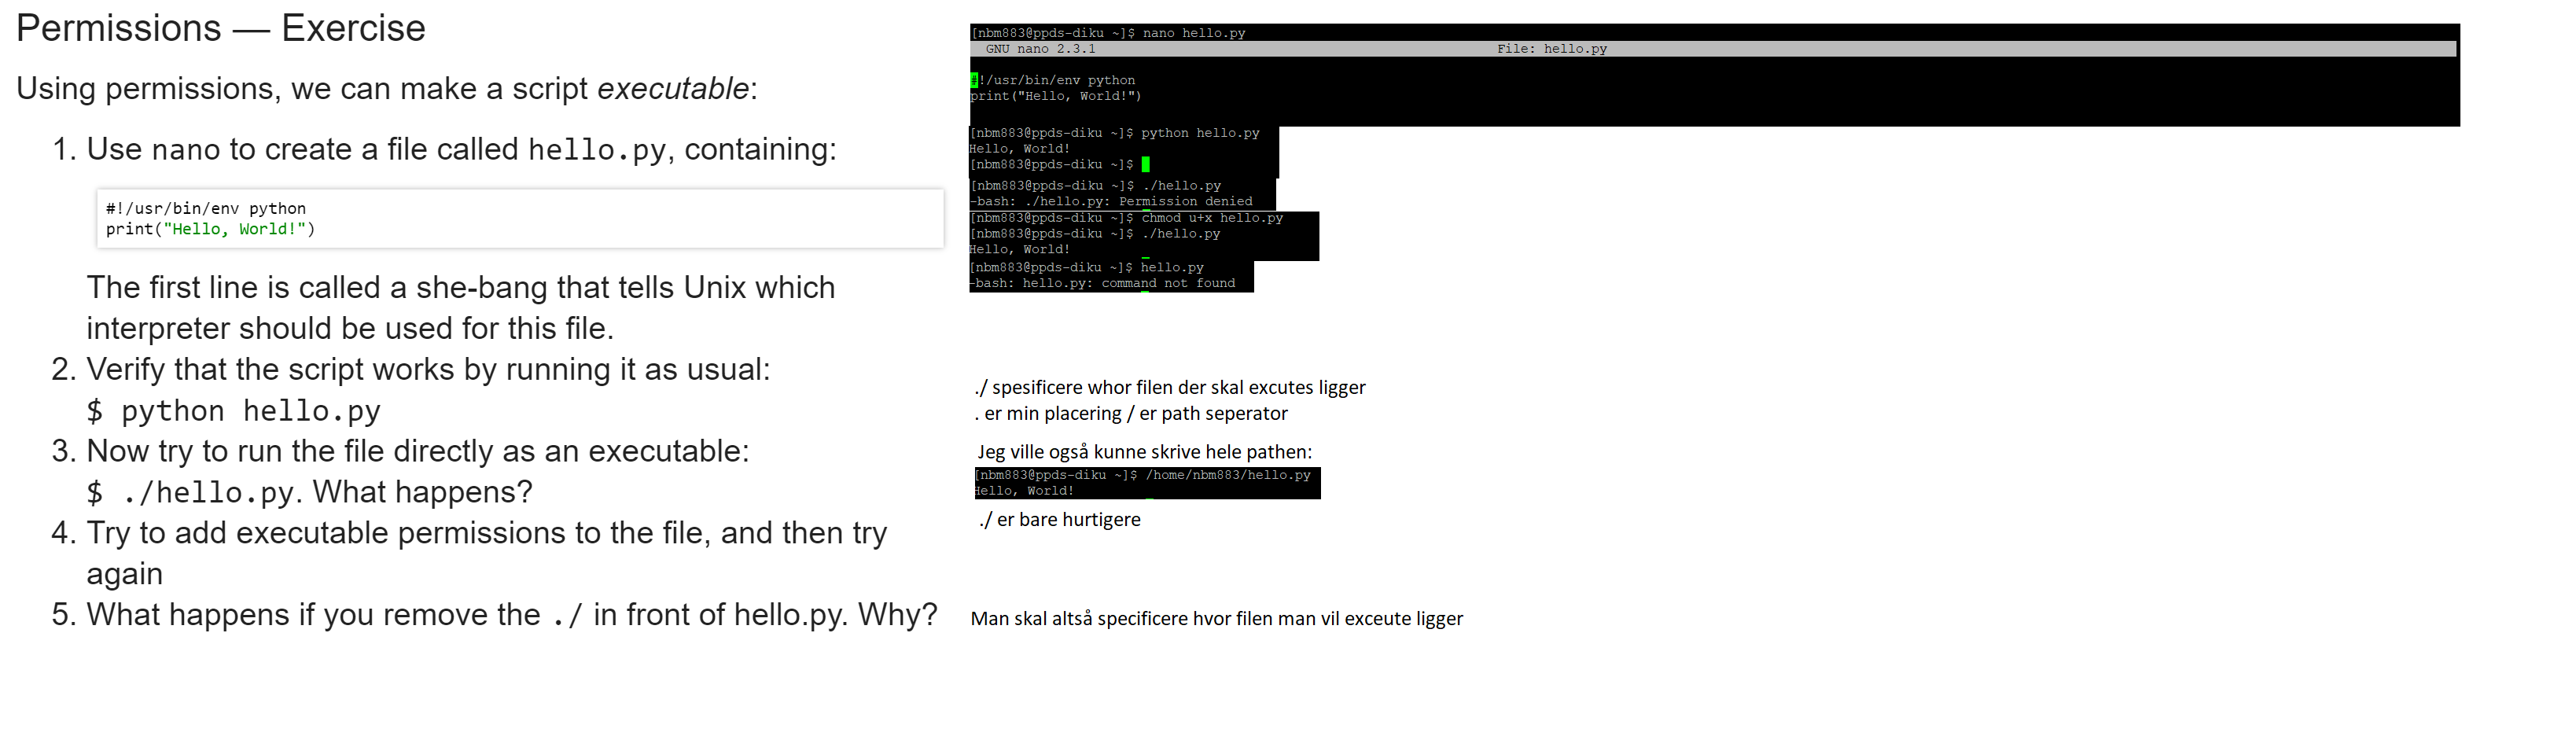 Permissions — Exercise
Using permissions, we can make a script executable:
1. Use nano to create a file called hello.py, containing:
#!/usr/bin/env python
print("Hello, World!")
The first line is called a she-bang that tells Unix which
interpreter should be used for this file.
2. Verify that the script works by running it as usual:
$ python hello.py
3. Now try to run the file directly as an executable:
$ ./hello.py. What happens?
4. Try to add executable permissions to the file, and then try
again
5. What happens if you remove the ./ in front of hello.py. Why?
[nbm883@ppds-diku ~]$ nano hello.py
GNU nano 2.3.1 File: hello.py
#!/usr/bin/env python
print("Hello, World!")
[nbm883@ppds-diku ~]$ python hello.py
Hello, World!
[nbm883@ppds-diku ~]$
[nbm883@ppds-diku ~]$ ./hello.py
-bash: ./hello.py: Permission denied
[nbm883@ppds-diku ~]$ chmod u+x hello.py
[nbm883@ppds-diku ~]$ ./hello.py
Hello, World!
[nbm883@ppds-diku ~]$ hello.py
-bash: hello.py: command not found
./ spesificere whor filen der skal excutes ligger
. er min placering / er path seperator
Jeg ville også kunne skrive hele pathen:
[nbm883@ppds-diku ~]$ /home/nbm883/hello.py
Hello, World!
./ er bare hurtigere
Man skal altså specificere hvor filen man vil exceute ligger